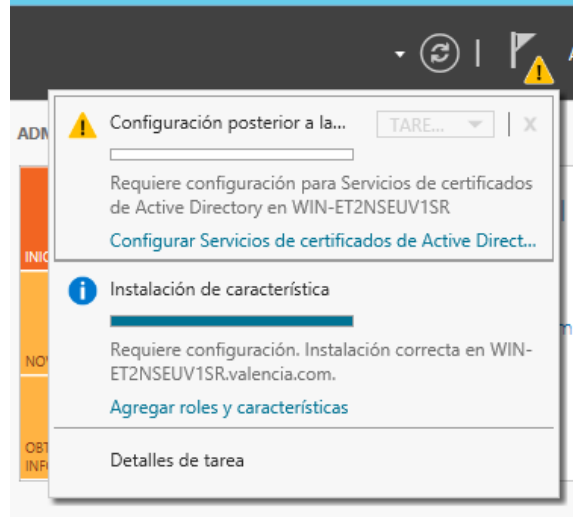 Configuración posterior a la...
TARE...
X
Requiere configuración para Servicios de certificados
de Active Directory en WIN-ET2NSEUV1SR
Configurar Servicios de certificados de Active Direct...
Instalación de característica
Requiere configuración. Instalación correcta en WIN-
ET2NSEUV1SR.valencia.com.
Agregar roles y características
Detalles de tarea